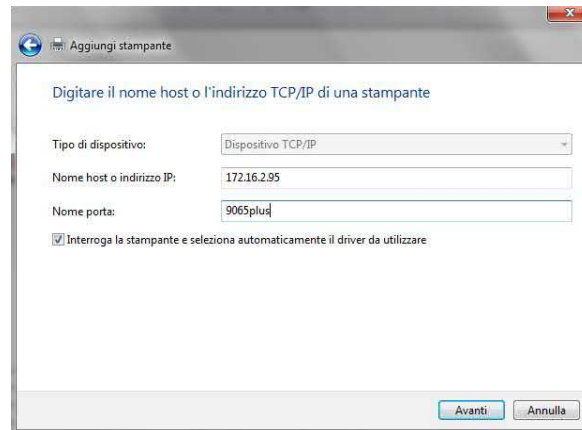 Aggiungi stampante
Digitare il nome host o l'indirizzo TCP/IP di una stampante
Tipo di dispositivo: Dispositivo TCP/IP
Nome host o indirizzo IP: 172.16.2.95
Nome porta: 9065plus
Interroga la stampante e seleziona automaticamente il driver da utilizzare
Avanti Annulla